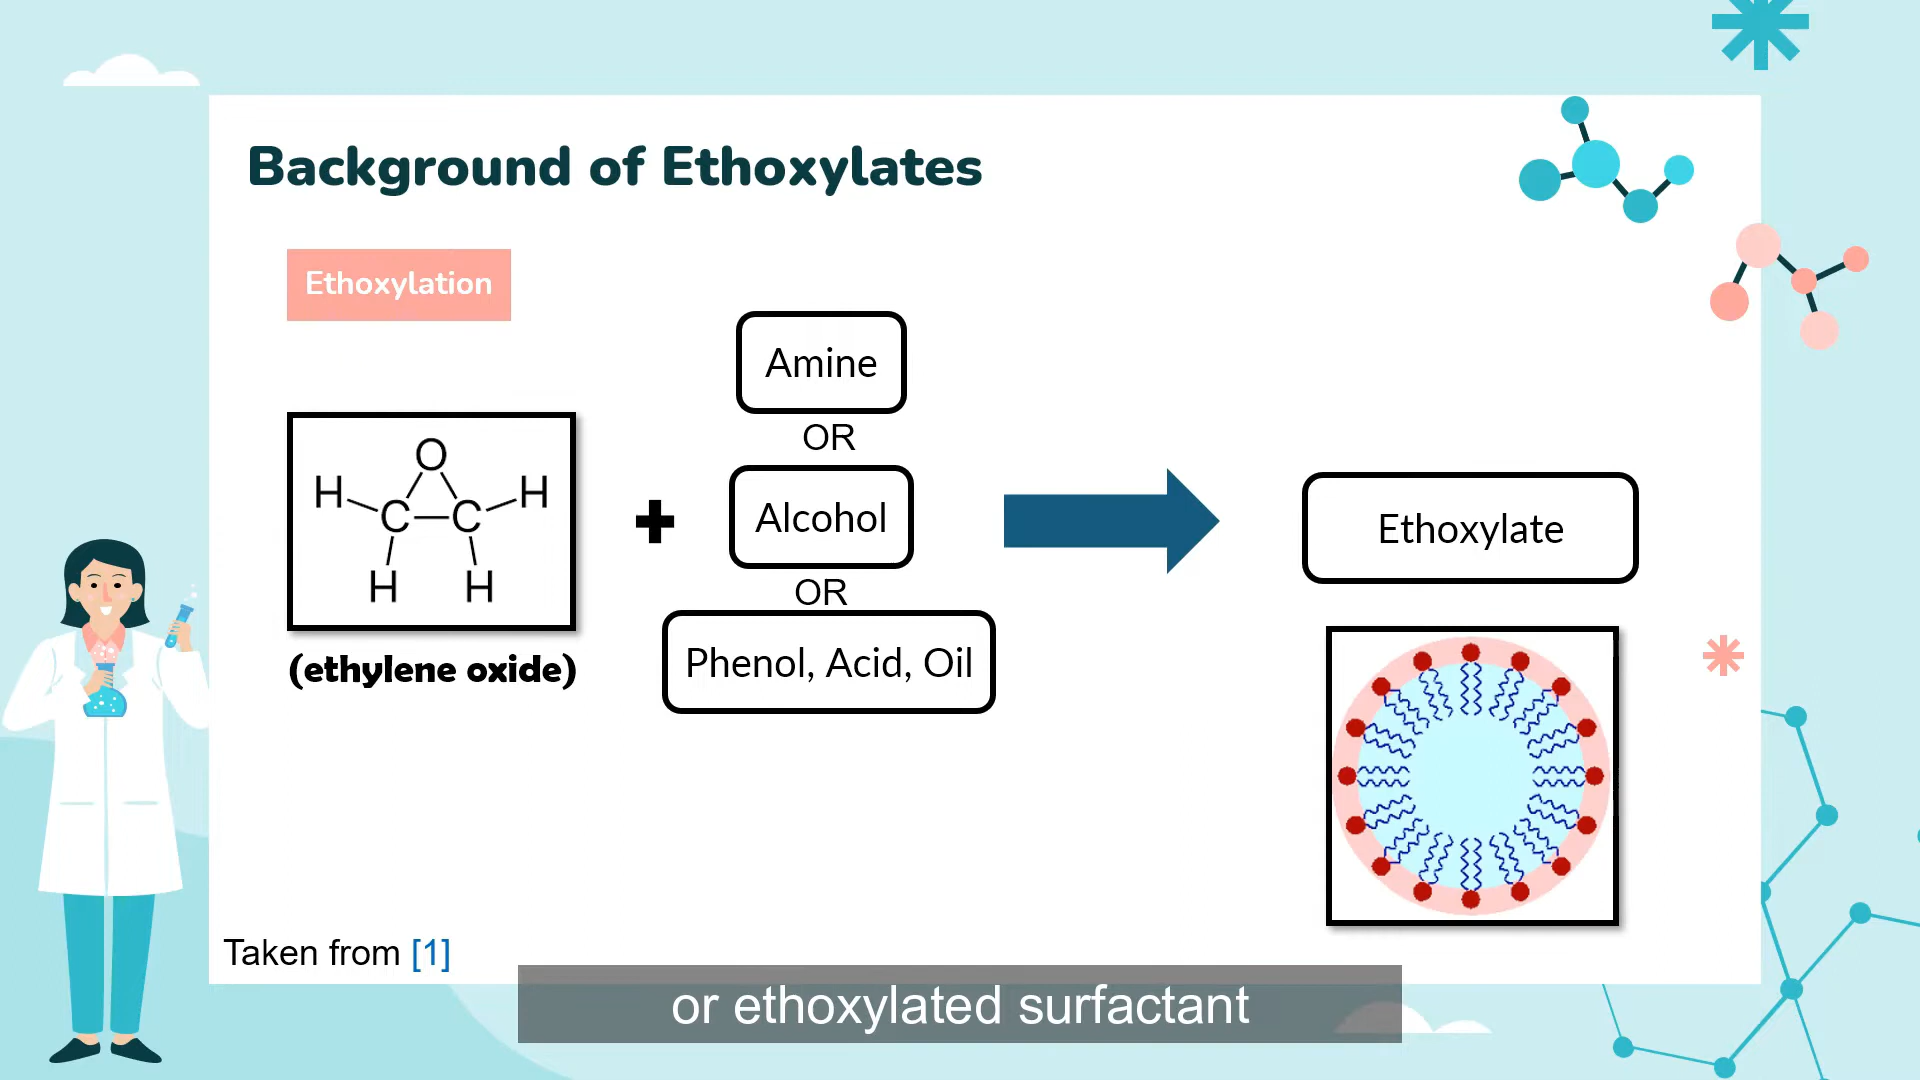 Background of Ethoxylates
Ethoxylation
Amine
OR
Alcohol
OR
Phenol, Acid, Oil
O
H C C H
H H
(ethylene oxide)
Ethoxylate
Taken from [1]
or ethoxylated surfactant